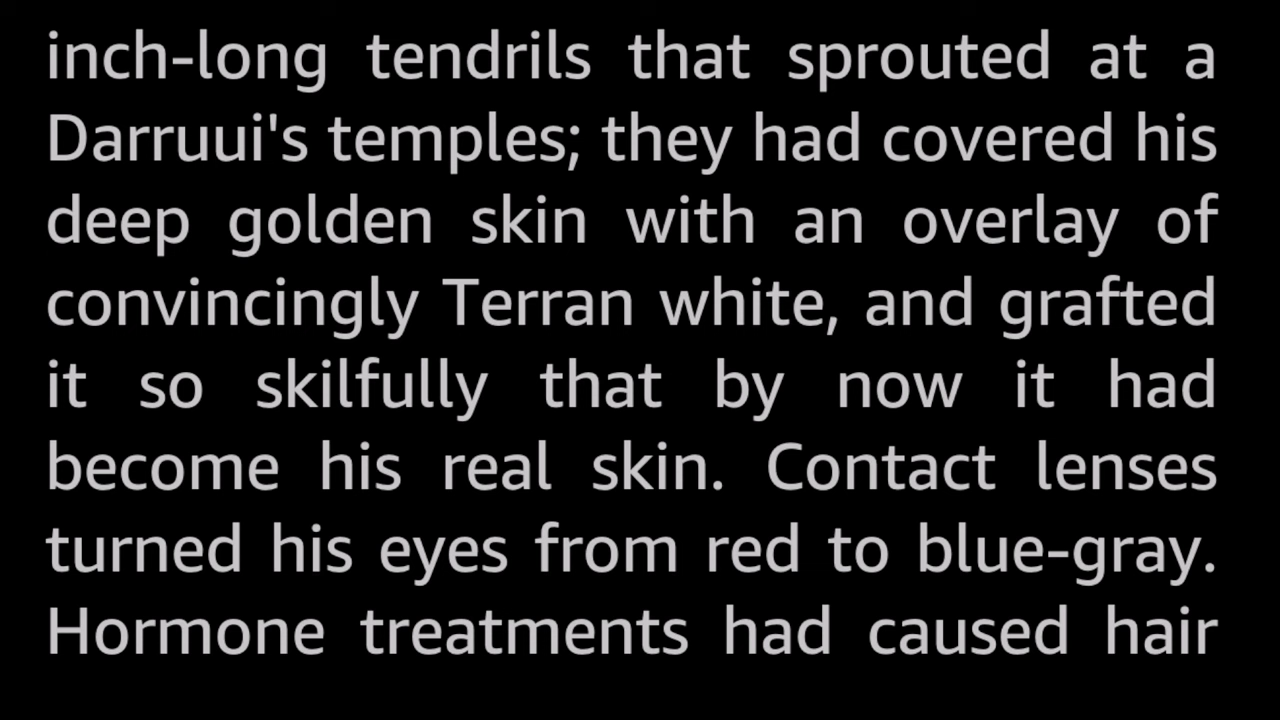 inch-long tendrils that sprouted at a
Darruui's temples; they had covered his
deep golden skin with an overlay of
convincingly Terran white, and grafted
it so skilfully that by now it had
become his real skin. Contact lenses
turned his eyes from red to blue-gray.
Hormone treatments had caused hair